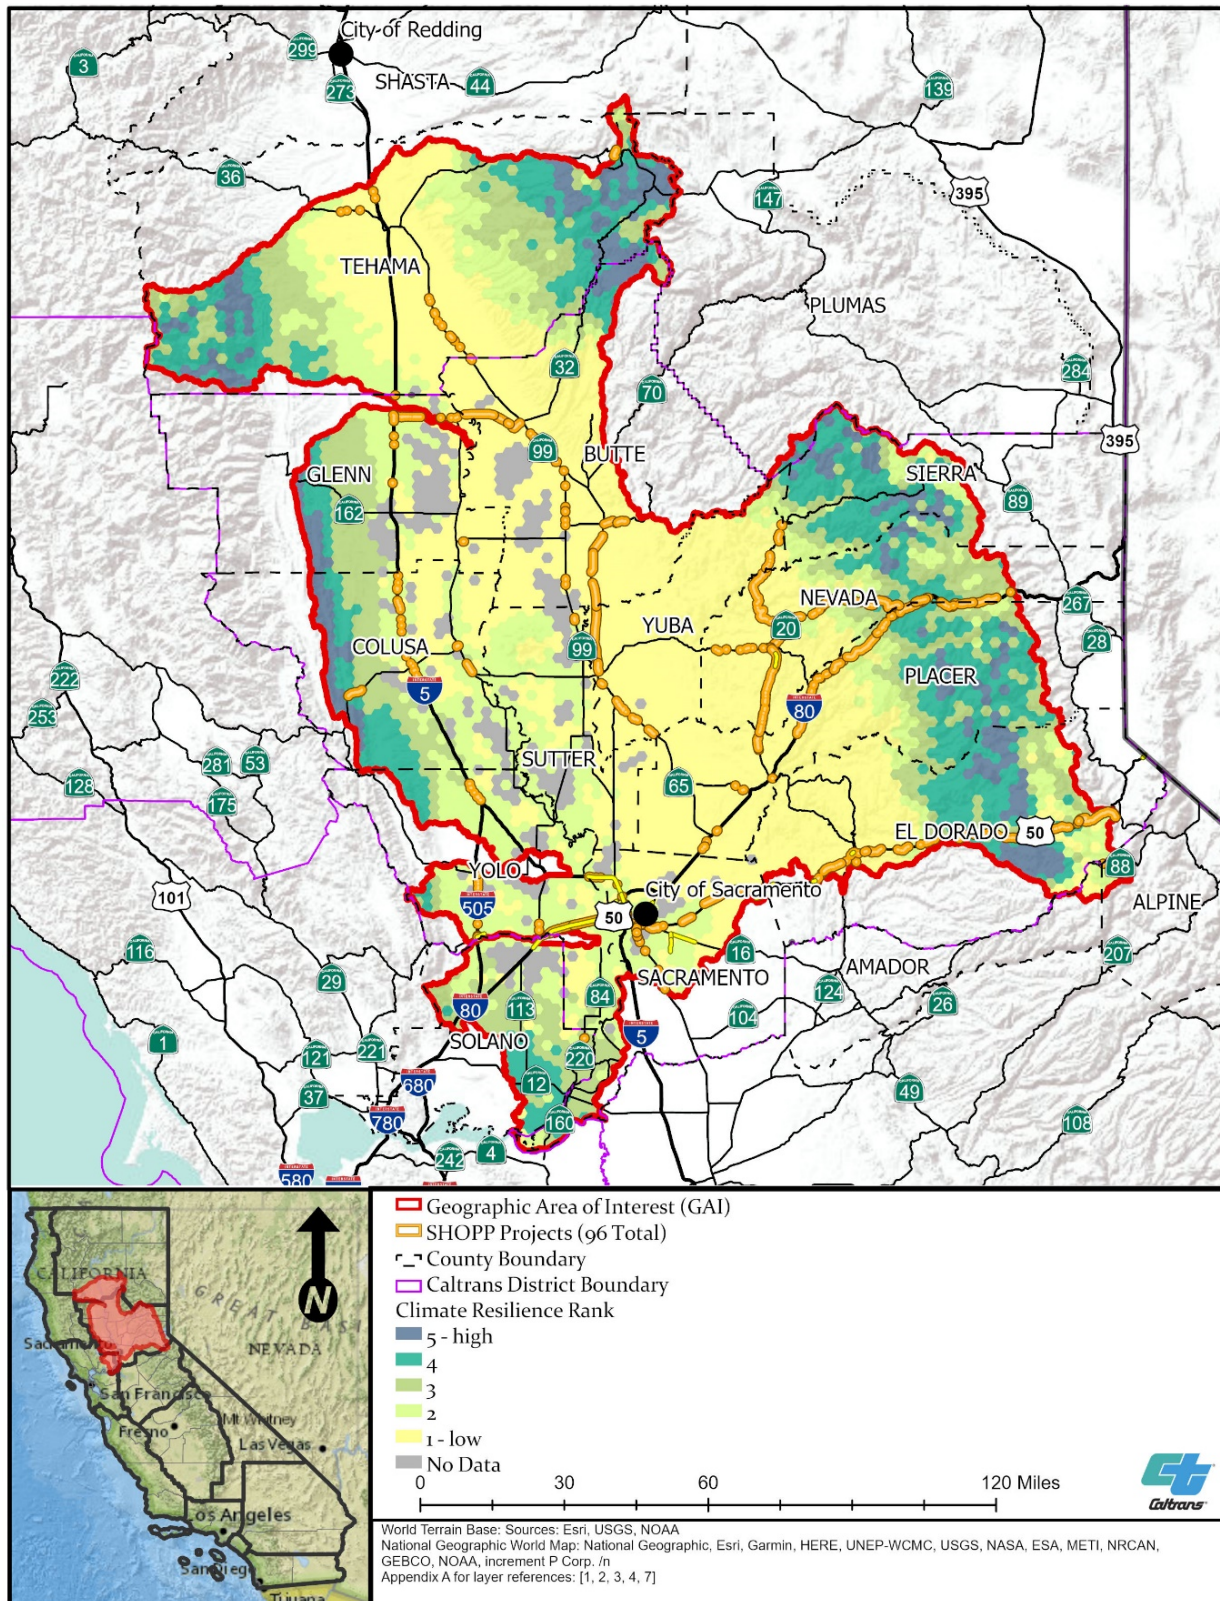 City of Redding
3
299
273
SHASTA
44
139
36
147
395
TEHAMA
PLUMAS
32
70
284
395
99
BUTTE
GLENN
SIERRA
162
89
267
NEVADA
20
YUBA
28
COLUSA
99
222
5
PLACER
253
80
281
53
SUTTER
128
175
65
EL DORADO
50
YOLO
88
101
505
City of Sacramento
50
ALPINE
116
16
207
29
SACRAMENTO
AMADOR
124
26
80
113
84
104
1
SOLANO
5
121
221
220
680
12
37
49
780
160
108
242
4
580
CALIFORNIA
GREAT BASI
NEVADA
Sacramento
San Francisco
Mt Whitney
Fresno
Las Vegas
Los Angeles
San Diego
Tijuana
N
Geographic Area of Interest (GAI)
SHOPP Projects (96 Total)
County Boundary
Caltrans District Boundary
Climate Resilience Rank
5 - high
4
3
2
1 - low
No Data
0 30 60 120 Miles
Caltrans
World Terrain Base: Sources: Esri, USGS, NOAA
National Geographic World Map: National Geographic, Esri, Garmin, HERE, UNEP-WCMC, USGS, NASA, ESA, METI, NRCAN,
GEBCO, NOAA, increment P Corp. /n
Appendix A for layer references: [1, 2, 3, 4, 7]